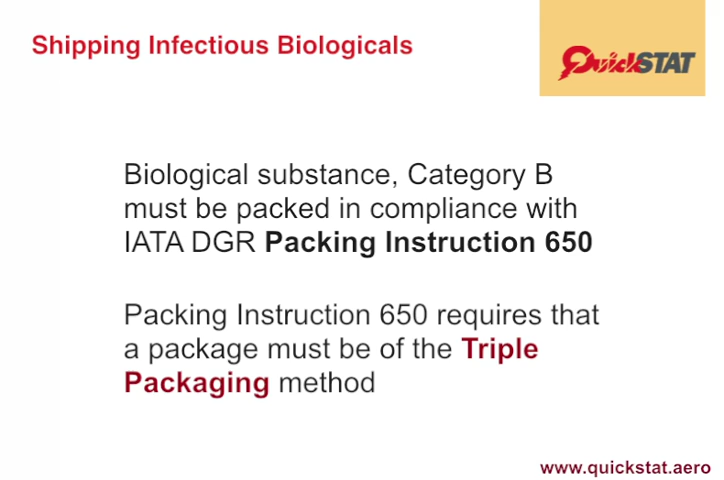 Shipping Infectious Biologicals
QuickSTAT
Biological substance, Category B
must be packed in compliance with
IATA DGR Packing Instruction 650
Packing Instruction 650 requires that
a package must be of the Triple
Packaging method
www.quickstat.aero